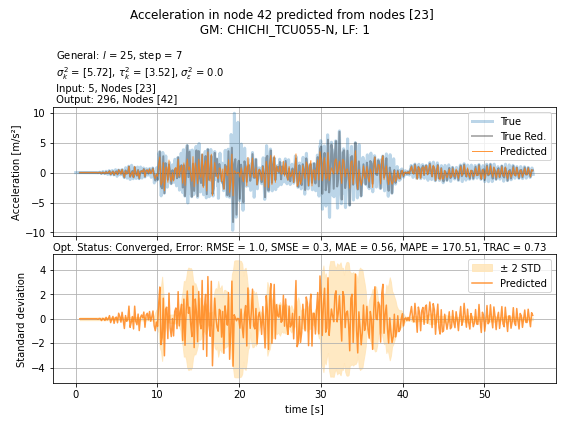 Acceleration in node 42 predicted from nodes [23]
GM: CHICHI_TCU055-N, LF: 1
General: l = 25, step = 7
σ²ₖ = [5.72], τ²ₖ = [3.52], σ²ε = 0.0
Input: 5, Nodes [23]
Output: 296, Nodes [42]
Acceleration [m/s²]
10
5
0
−5
−10
True
True Red.
Predicted
Opt. Status: Converged, Error: RMSE = 1.0, SMSE = 0.3, MAE = 0.56, MAPE = 170.51, TRAC = 0.73
Standard deviation
4
2
0
−2
−4
± 2 STD
Predicted
0 10 20 30 40 50
time [s]